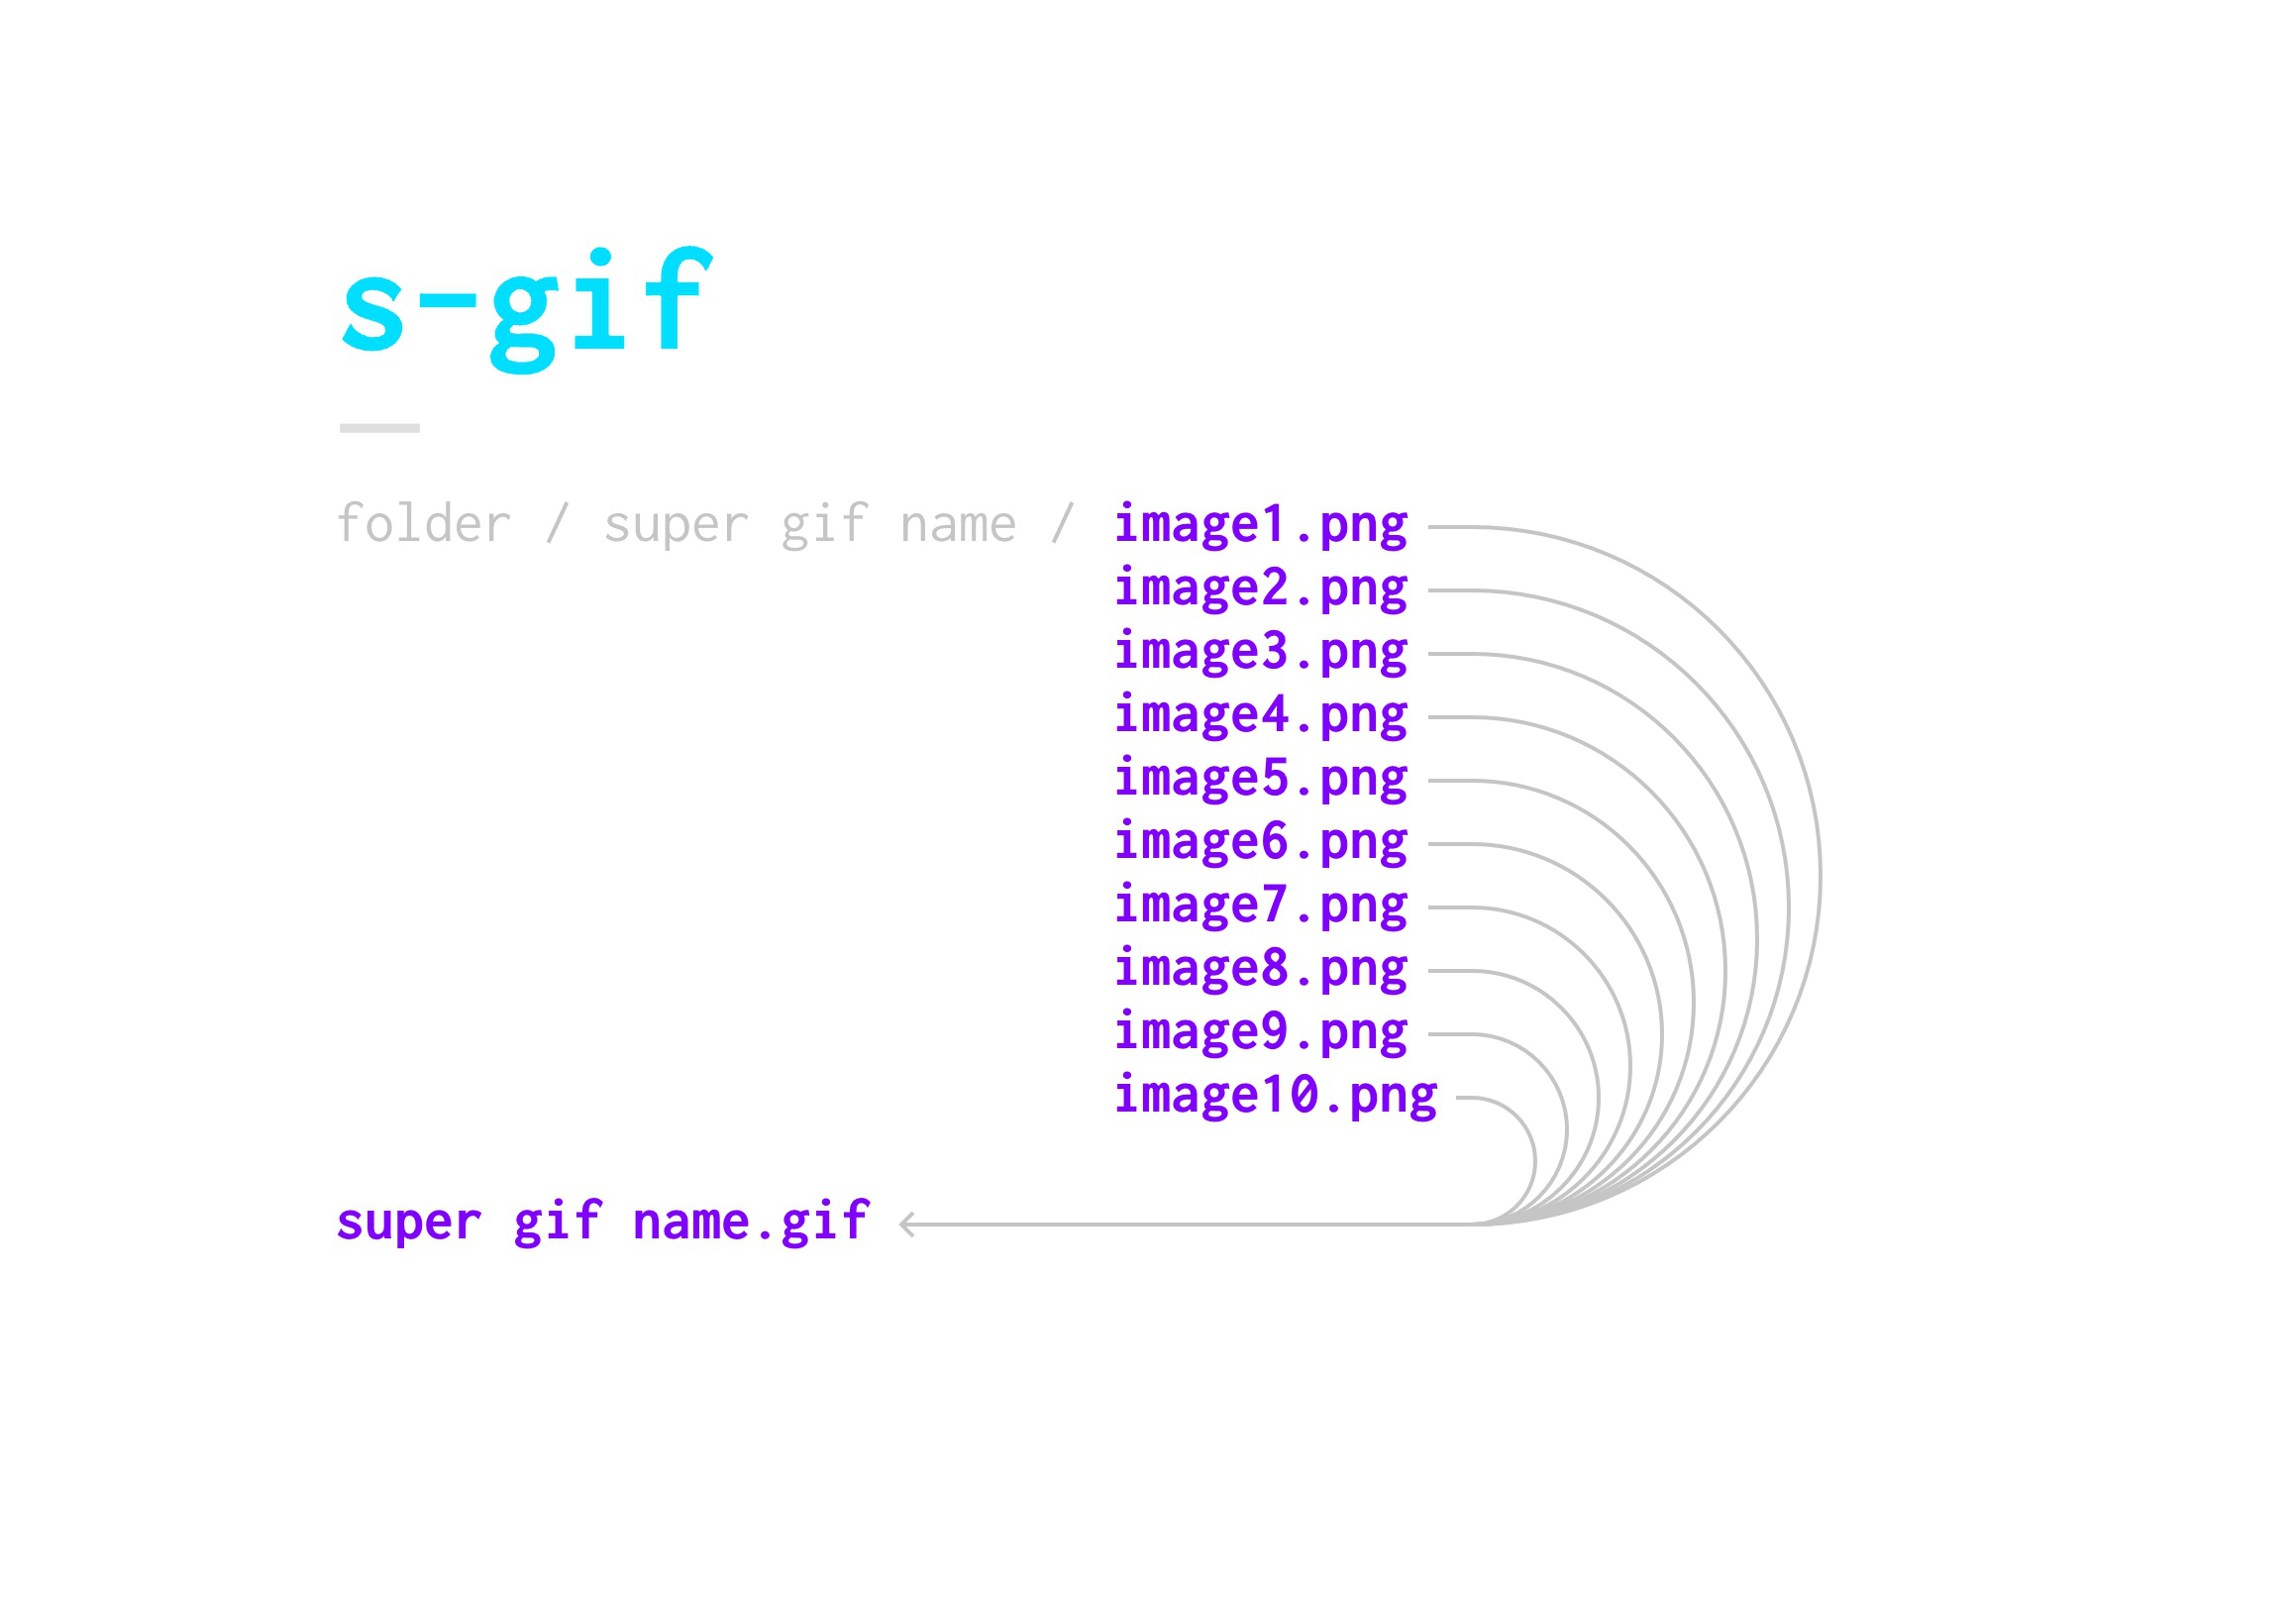 s-gif
folder / super gif name / image1.png
image2.png
image3.png
image4.png
image5.png
image6.png
image7.png
image8.png
image9.png
image10.png
super gif name.gif